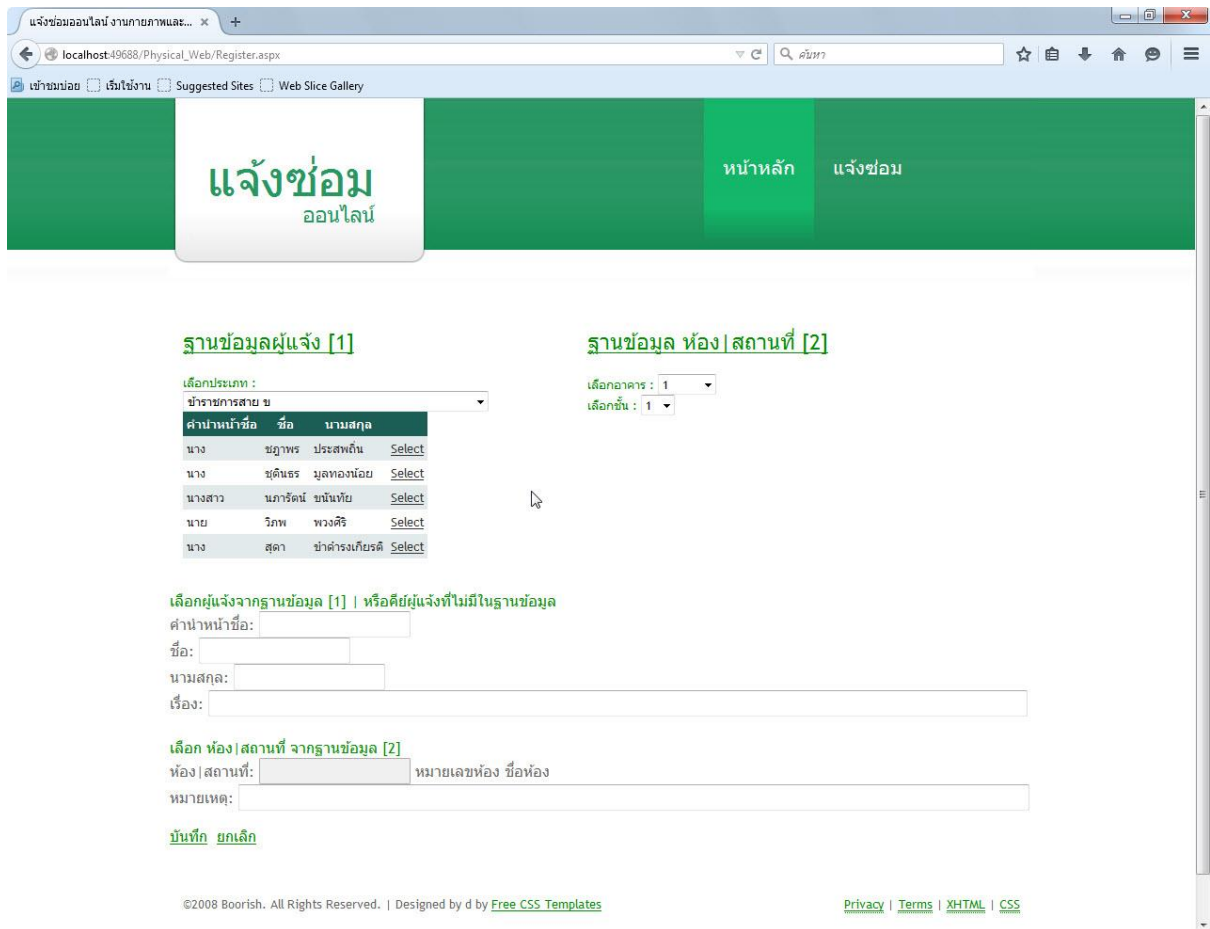 แจ้งซ่อมออนไลน์ งานกายภาพและ... × +
localhost:49688/Physical_Web/Register.aspx
ค้นหา
เข้าชมบ่อย เริ่มใช้งาน Suggested Sites Web Slice Gallery
แจ้งซ่อม
ออนไลน์
หน้าหลัก แจ้งซ่อม
ฐานข้อมูลผู้แจ้ง [1]
เลือกประเภท :
ข้าราชการสาย ข
คำนำหน้าชื่อ ชื่อ นามสกุล
นาง ชฎาพร ประสพถิ่น Select
นาง ชุตินธร มูลทองน้อย Select
นางสาว นภารัตน์ ขนันทัย Select
นาย วิภพ พวงศิริ Select
นาง สุดา ขำดำรงเกียรติ Select
ฐานข้อมูล ห้อง|สถานที่ [2]
เลือกอาคาร : 1
เลือกชั้น : 1
เลือกผู้แจ้งจากฐานข้อมูล [1] | หรือคีย์ผู้แจ้งที่ไม่มีในฐานข้อมูล
คำนำหน้าชื่อ:
ชื่อ:
นามสกุล:
เรื่อง:
เลือก ห้อง|สถานที่ จากฐานข้อมูล [2]
ห้อง|สถานที่: หมายเลขห้อง ชื่อห้อง
หมายเหตุ:
บันทึก ยกเลิก
©2008 Boorish. All Rights Reserved. | Designed by d by Free CSS Templates
Privacy | Terms | XHTML | CSS